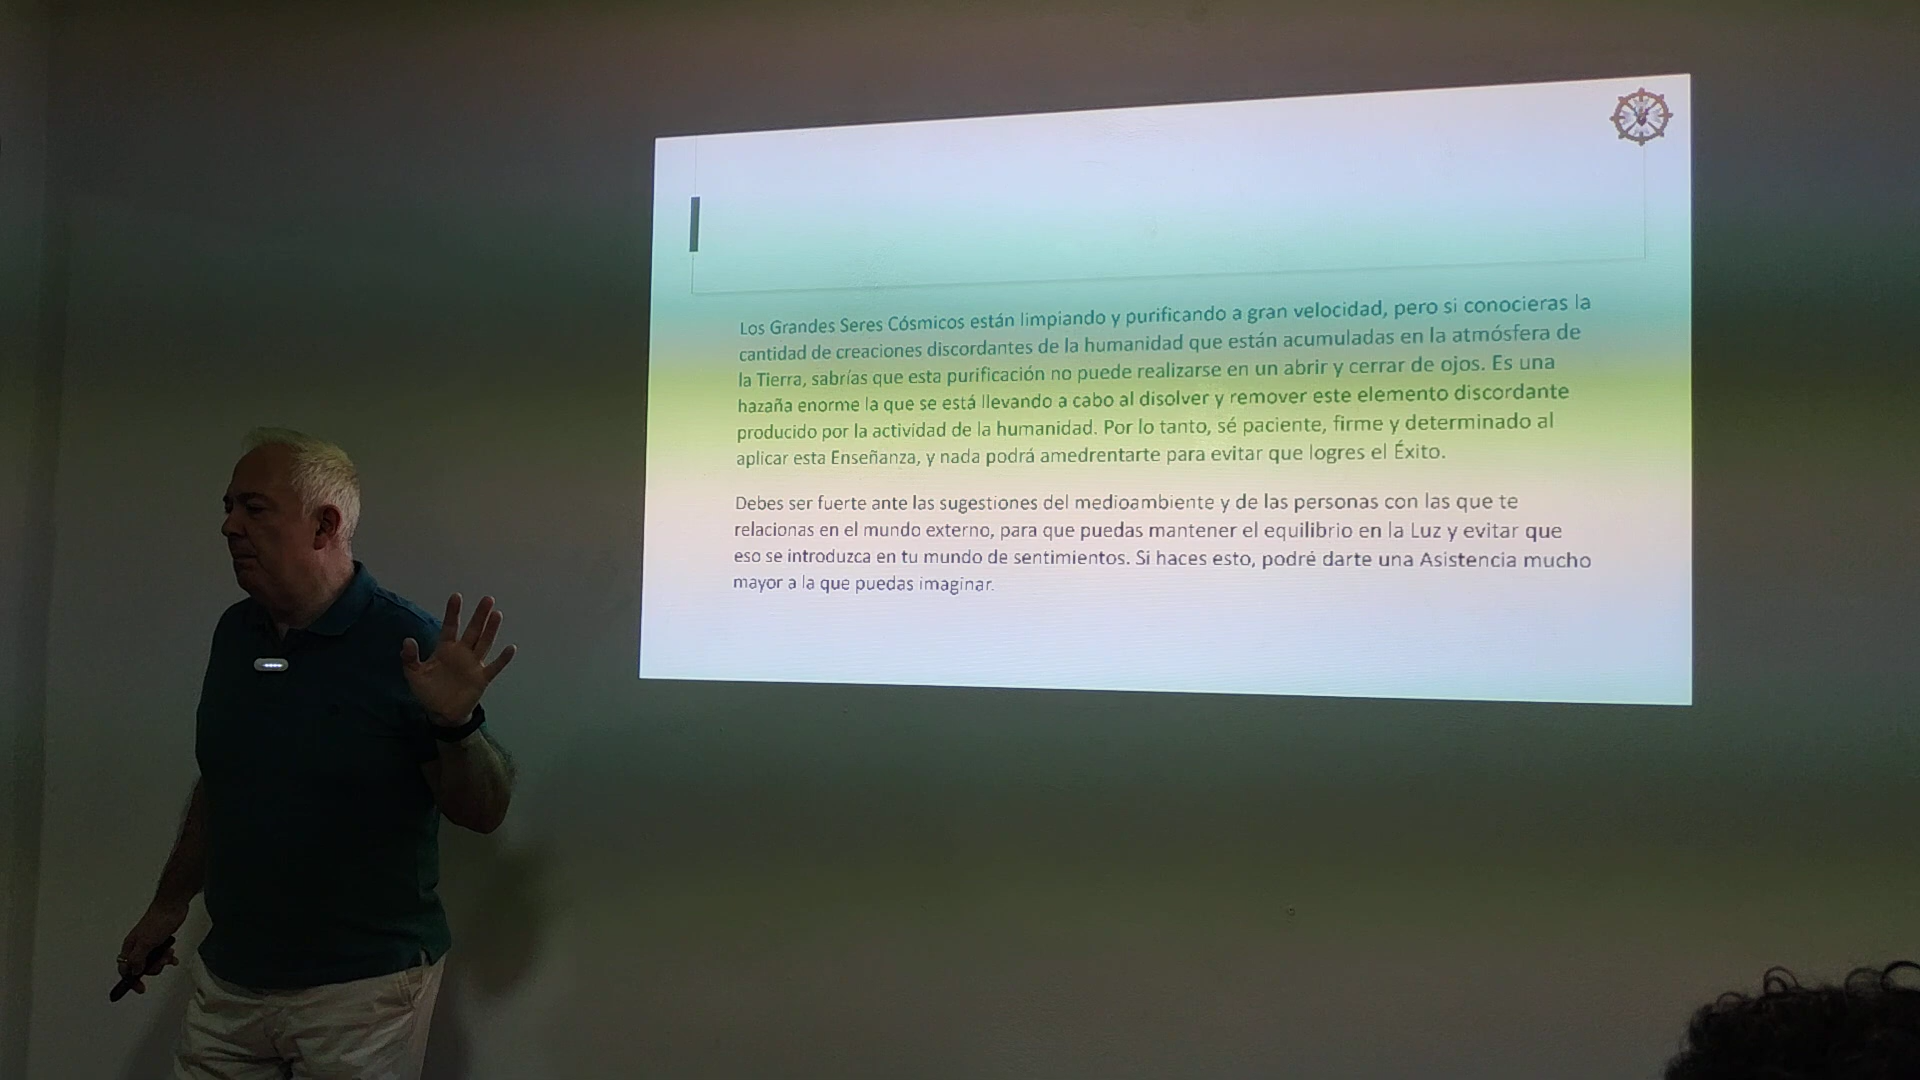 Los Grandes Seres Cósmicos están limpiando y purificando a gran velocidad, pero si conocieras la
cantidad de creaciones discordantes de la humanidad que están acumuladas en la atmósfera de
la Tierra, sabrías que esta purificación no puede realizarse en un abrir y cerrar de ojos. Es una
hazaña enorme la que se está llevando a cabo al disolver y remover este elemento discordante
producido por la actividad de la humanidad. Por lo tanto, sé paciente, firme y determinado al
aplicar esta Enseñanza, y nada podrá amedrentarte para evitar que logres el Éxito.
Debes ser fuerte ante las sugestiones del medioambiente y de las personas con las que te
relacionas en el mundo externo, para que puedas mantener el equilibrio en la Luz y evitar que
eso se introduzca en tu mundo de sentimientos. Si haces esto, podré darte una Asistencia mucho
mayor a la que puedas imaginar.